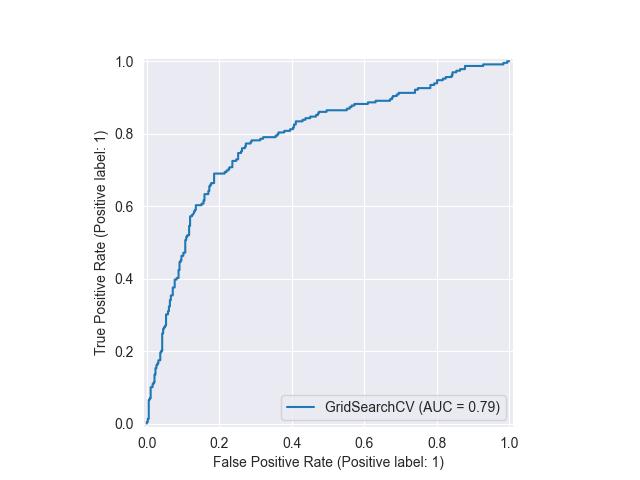 1.0
0.8
0.6
0.4
0.2
0.0
True Positive Rate (Positive label: 1)
GridSearchCV (AUC = 0.79)
0.0 0.2 0.4 0.6 0.8 1.0
False Positive Rate (Positive label: 1)